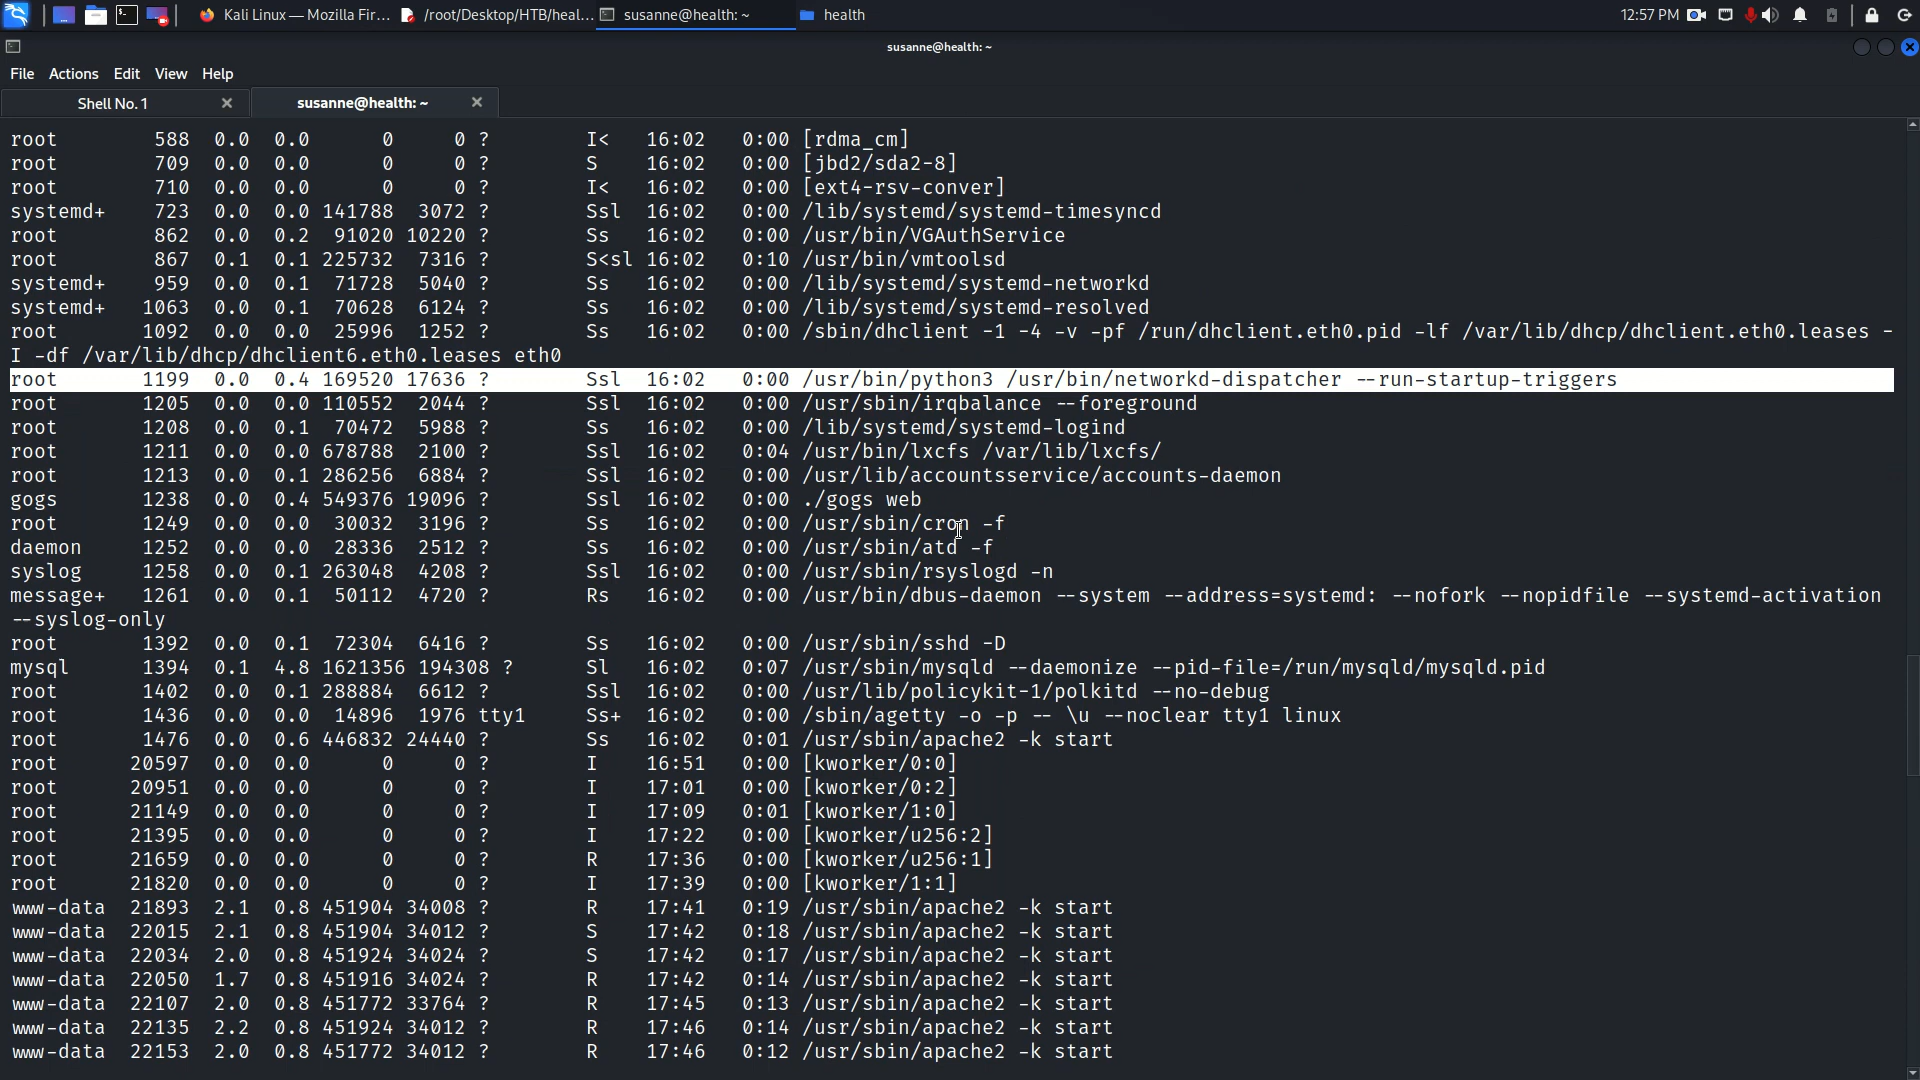 Kali Linux — Mozilla Fir...
/root/Desktop/HTB/heal...
susanne@health: ~
health
12:57 PM
susanne@health: ~
File Actions Edit View Help
Shell No. 1
susanne@health: ~
root 588 0.0 0.0 0 0 ? I< 16:02 0:00 [rdma_cm]
root 709 0.0 0.0 0 0 ? S 16:02 0:00 [jbd2/sda2-8]
root 710 0.0 0.0 0 0 ? I< 16:02 0:00 [ext4-rsv-conver]
systemd+ 723 0.0 0.0 141788 3072 ? Ssl 16:02 0:00 /lib/systemd/systemd-timesyncd
root 862 0.0 0.2 91020 10220 ? Ss 16:02 0:00 /usr/bin/VGAuthService
root 867 0.1 0.1 225732 7316 ? S<sl 16:02 0:10 /usr/bin/vmtoolsd
systemd+ 959 0.0 0.1 71728 5040 ? Ss 16:02 0:00 /lib/systemd/systemd-networkd
systemd+ 1063 0.0 0.1 70628 6124 ? Ss 16:02 0:00 /lib/systemd/systemd-resolved
root 1092 0.0 0.0 25996 1252 ? Ss 16:02 0:00 /sbin/dhclient -1 -4 -v -pf /run/dhclient.eth0.pid -lf /var/lib/dhcp/dhclient.eth0.leases -
I -df /var/lib/dhcp/dhclient6.eth0.leases eth0
root 1199 0.0 0.4 169520 17636 ? Ssl 16:02 0:00 /usr/bin/python3 /usr/bin/networkd-dispatcher --run-startup-triggers
root 1205 0.0 0.0 110552 2044 ? Ssl 16:02 0:00 /usr/sbin/irqbalance --foreground
root 1208 0.0 0.1 70472 5988 ? Ss 16:02 0:00 /lib/systemd/systemd-logind
root 1211 0.0 0.0 678788 2100 ? Ssl 16:02 0:04 /usr/bin/lxcfs /var/lib/lxcfs/
root 1213 0.0 0.1 286256 6884 ? Ssl 16:02 0:00 /usr/lib/accountsservice/accounts-daemon
gogs 1238 0.0 0.4 549376 19096 ? Ssl 16:02 0:00 ./gogs web
root 1249 0.0 0.0 30032 3196 ? Ss 16:02 0:00 /usr/sbin/cron -f
daemon 1252 0.0 0.0 28336 2512 ? Ss 16:02 0:00 /usr/sbin/atd -f
syslog 1258 0.0 0.1 263048 4208 ? Ssl 16:02 0:00 /usr/sbin/rsyslogd -n
message+ 1261 0.0 0.1 50112 4720 ? Rs 16:02 0:00 /usr/bin/dbus-daemon --system --address=systemd: --nofork --nopidfile --systemd-activation
--syslog-only
root 1392 0.0 0.1 72304 6416 ? Ss 16:02 0:00 /usr/sbin/sshd -D
mysql 1394 0.1 4.8 1621356 194308 ? Sl 16:02 0:07 /usr/sbin/mysqld --daemonize --pid-file=/run/mysqld/mysqld.pid
root 1402 0.0 0.1 288884 6612 ? Ssl 16:02 0:00 /usr/lib/policykit-1/polkitd --no-debug
root 1436 0.0 0.0 14896 1976 tty1 Ss+ 16:02 0:00 /sbin/agetty -o -p -- \u --noclear tty1 linux
root 1476 0.0 0.6 446832 24440 ? Ss 16:02 0:01 /usr/sbin/apache2 -k start
root 20597 0.0 0.0 0 0 ? I 16:51 0:00 [kworker/0:0]
root 20951 0.0 0.0 0 0 ? I 17:01 0:00 [kworker/0:2]
root 21149 0.0 0.0 0 0 ? I 17:09 0:01 [kworker/1:0]
root 21395 0.0 0.0 0 0 ? I 17:22 0:00 [kworker/u256:2]
root 21659 0.0 0.0 0 0 ? R 17:36 0:00 [kworker/u256:1]
root 21820 0.0 0.0 0 0 ? I 17:39 0:00 [kworker/1:1]
www-data 21893 2.1 0.8 451904 34008 ? R 17:41 0:19 /usr/sbin/apache2 -k start
www-data 22015 2.1 0.8 451904 34012 ? S 17:42 0:18 /usr/sbin/apache2 -k start
www-data 22034 2.0 0.8 451924 34024 ? S 17:42 0:17 /usr/sbin/apache2 -k start
www-data 22050 1.7 0.8 451916 34024 ? R 17:42 0:14 /usr/sbin/apache2 -k start
www-data 22107 2.0 0.8 451772 33764 ? R 17:45 0:13 /usr/sbin/apache2 -k start
www-data 22135 2.2 0.8 451924 34012 ? R 17:46 0:14 /usr/sbin/apache2 -k start
www-data 22153 2.0 0.8 451772 34012 ? R 17:46 0:12 /usr/sbin/apache2 -k start